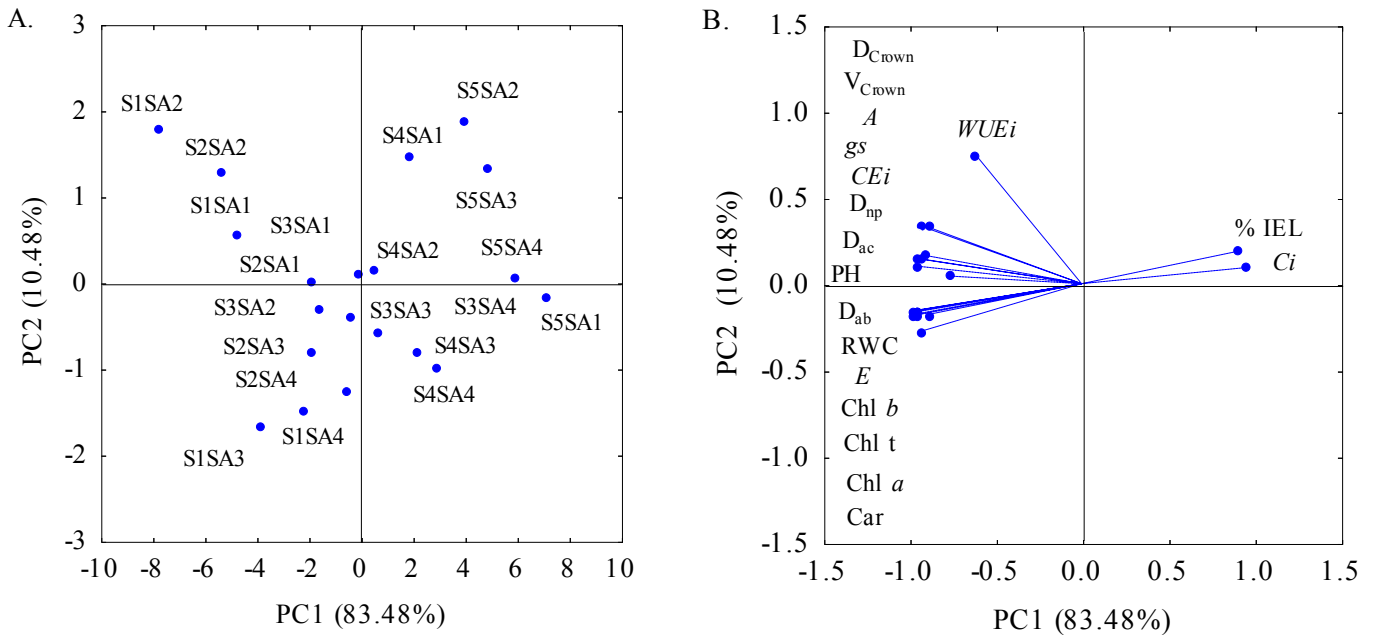 A.
3
2
1
0
-1
-2
-3
-10 -8 -6 -4 -2 0 2 4 6 8 10
PC2 (10.48%)
PC1 (83.48%)
S1SA2
S2SA2
S1SA1
S3SA1
S2SA1
S3SA2
S2SA3
S2SA4
S1SA4
S1SA3
S5SA2
S4SA1
S5SA3
S4SA2
S5SA4
S3SA3
S3SA4
S5SA1
S4SA3
S4SA4
B.
1.5
1.0
0.5
0.0
-0.5
-1.0
-1.5
-1.5 -1.0 -0.5 0.0 0.5 1.0 1.5
PC2 (10.48%)
PC1 (83.48%)
DCrown
VCrown
A
gs
CEi
Dnp
Dac
PH
Dab
RWC
E
Chl b
Chl t
Chl a
Car
WUEi
% IEL
Ci